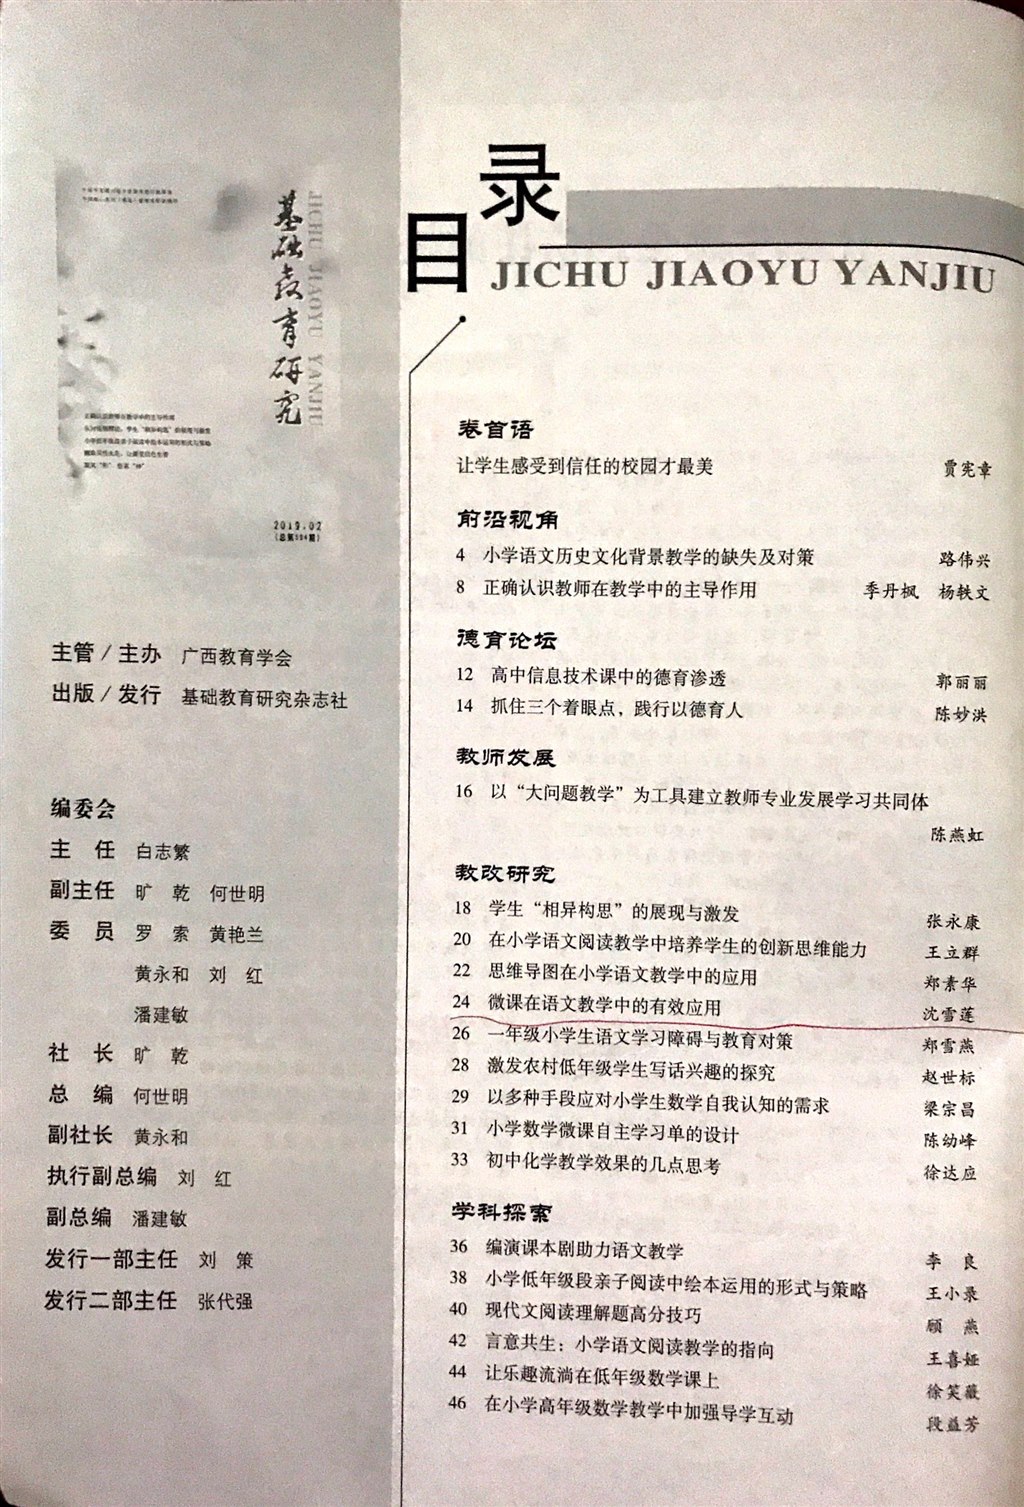 基础教育研究
JICHU JIAOYU YANJIU
2019.02
主管/主办 广西教育学会
出版/发行 基础教育研究杂志社
编委会
主 任 白志繁
副主任 旷 乾 何世明
委 员 罗 索 黄艳兰
黄永和 刘 红
潘建敏
社 长 旷 乾
总 编 何世明
副社长 黄永和
执行副总编 刘 红
副总编 潘建敏
发行一部主任 刘 策
发行二部主任 张代强
目录
JICHU JIAOYU YANJIU
卷首语
让学生感受到信任的校园才最美 贾宪章
前沿视角
4 小学语文历史文化背景教学的缺失及对策 路伟兴
8 正确认识教师在教学中的主导作用 季丹枫 杨轶文
德育论坛
12 高中信息技术课中的德育渗透 郭丽丽
14 抓住三个着眼点，践行以德育人 陈妙洪
教师发展
16 以“大问题教学”为工具建立教师专业发展学习共同体
陈燕虹
教改研究
18 学生“相异构思”的展现与激发 张永康
20 在小学语文阅读教学中培养学生的创新思维能力 王立群
22 思维导图在小学语文教学中的应用 郑素华
24 微课在语文教学中的有效应用 沈雪莲
26 一年级小学生语文学习障碍与教育对策 郑雪燕
28 激发农村低年级学生写话兴趣的探究 赵世标
29 以多种手段应对小学生数学自我认知的需求 梁宗昌
31 小学数学微课自主学习单的设计 陈幼峰
33 初中化学教学效果的几点思考 徐达应
学科探索
36 编演课本剧助力语文教学 李 良
38 小学低年级段亲子阅读中绘本运用的形式与策略 王小录
40 现代文阅读理解题高分技巧 顾 燕
42 言意共生：小学语文阅读教学的指向 王喜娅
44 让乐趣流淌在低年级数学课上 徐笑薇
46 在小学高年级数学教学中加强导学互动 段益芳